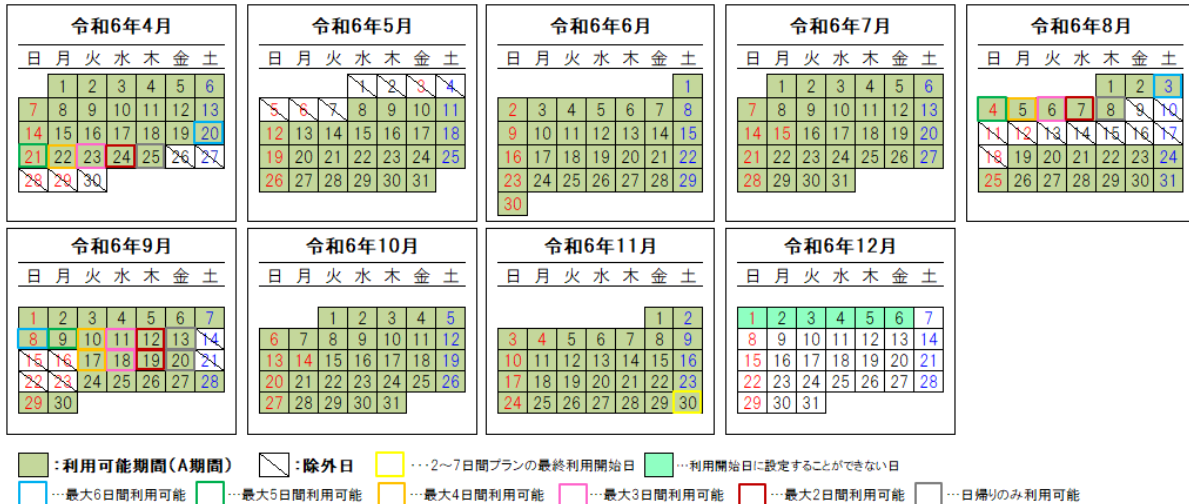 令和6年4月
日 月 火 水 木 金 土
1 2 3 4 5 6
7 8 9 10 11 12 13
14 15 16 17 18 19 20
21 22 23 24 25 26 27
28 29 30
令和6年5月
日 月 火 水 木 金 土
1 2 3 4
5 6 7 8 9 10 11
12 13 14 15 16 17 18
19 20 21 22 23 24 25
26 27 28 29 30 31
令和6年6月
日 月 火 水 木 金 土
1
2 3 4 5 6 7 8
9 10 11 12 13 14 15
16 17 18 19 20 21 22
23 24 25 26 27 28 29
30
令和6年7月
日 月 火 水 木 金 土
1 2 3 4 5 6
7 8 9 10 11 12 13
14 15 16 17 18 19 20
21 22 23 24 25 26 27
28 29 30 31
令和6年8月
日 月 火 水 木 金 土
1 2 3
4 5 6 7 8 9 10
11 12 13 14 15 16 17
18 19 20 21 22 23 24
25 26 27 28 29 30 31
令和6年9月
日 月 火 水 木 金 土
1 2 3 4 5 6 7
8 9 10 11 12 13 14
15 16 17 18 19 20 21
22 23 24 25 26 27 28
29 30
令和6年10月
日 月 火 水 木 金 土
1 2 3 4 5
6 7 8 9 10 11 12
13 14 15 16 17 18 19
20 21 22 23 24 25 26
27 28 29 30 31
令和6年11月
日 月 火 水 木 金 土
1 2
3 4 5 6 7 8 9
10 11 12 13 14 15 16
17 18 19 20 21 22 23
24 25 26 27 28 29 30
令和6年12月
日 月 火 水 木 金 土
1 2 3 4 5 6 7
8 9 10 11 12 13 14
15 16 17 18 19 20 21
22 23 24 25 26 27 28
29 30 31
:利用可能期間(A期間) :除外日 …2～7日間プランの最終利用開始日 …利用開始日に設定することができない日
…最大6日間利用可能 …最大5日間利用可能 …最大4日間利用可能 …最大3日間利用可能 …最大2日間利用可能 …日帰りのみ利用可能